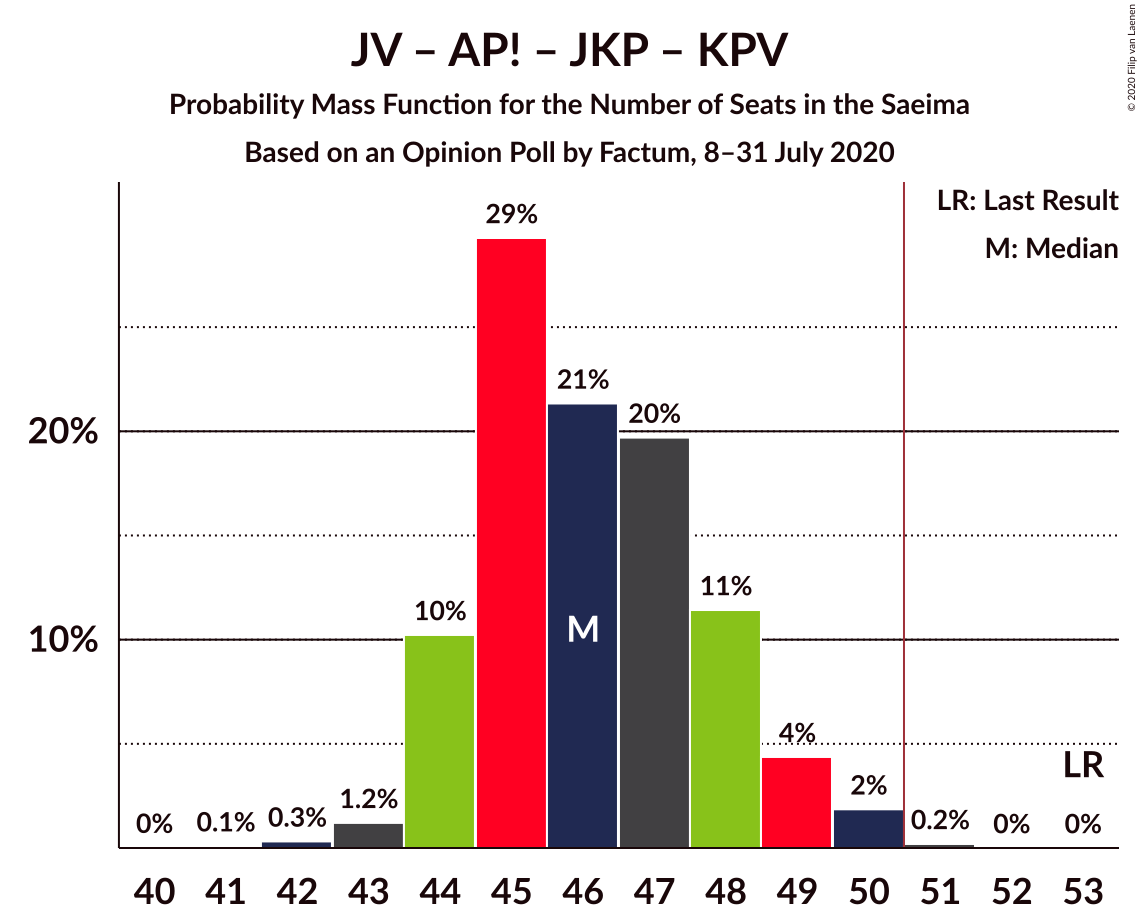 JV – AP! – JKP – KPV
Probability Mass Function for the Number of Seats in the Saeima
Based on an Opinion Poll by Factum, 8–31 July 2020
© 2020 Filip van Laenen
LR: Last Result
M: Median
29%
21%
20%
20%
11%
10%
10%
M
4%
LR
2%
1.2%
0.3%
0.1%
0%
0.2%
0%
0%
40 41 42 43 44 45 46 47 48 49 50 51 52 53